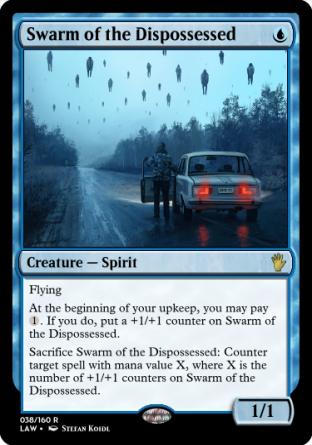 Swarm of the Dispossessed
Creature — Spirit
Flying
At the beginning of your upkeep, you may pay
1. If you do, put a +1/+1 counter on Swarm of
the Dispossessed.
Sacrifice Swarm of the Dispossessed: Counter
target spell with mana value X, where X is the
number of +1/+1 counters on Swarm of the
Dispossessed.
1/1
038/160 R
LAW • Stefan Koidl